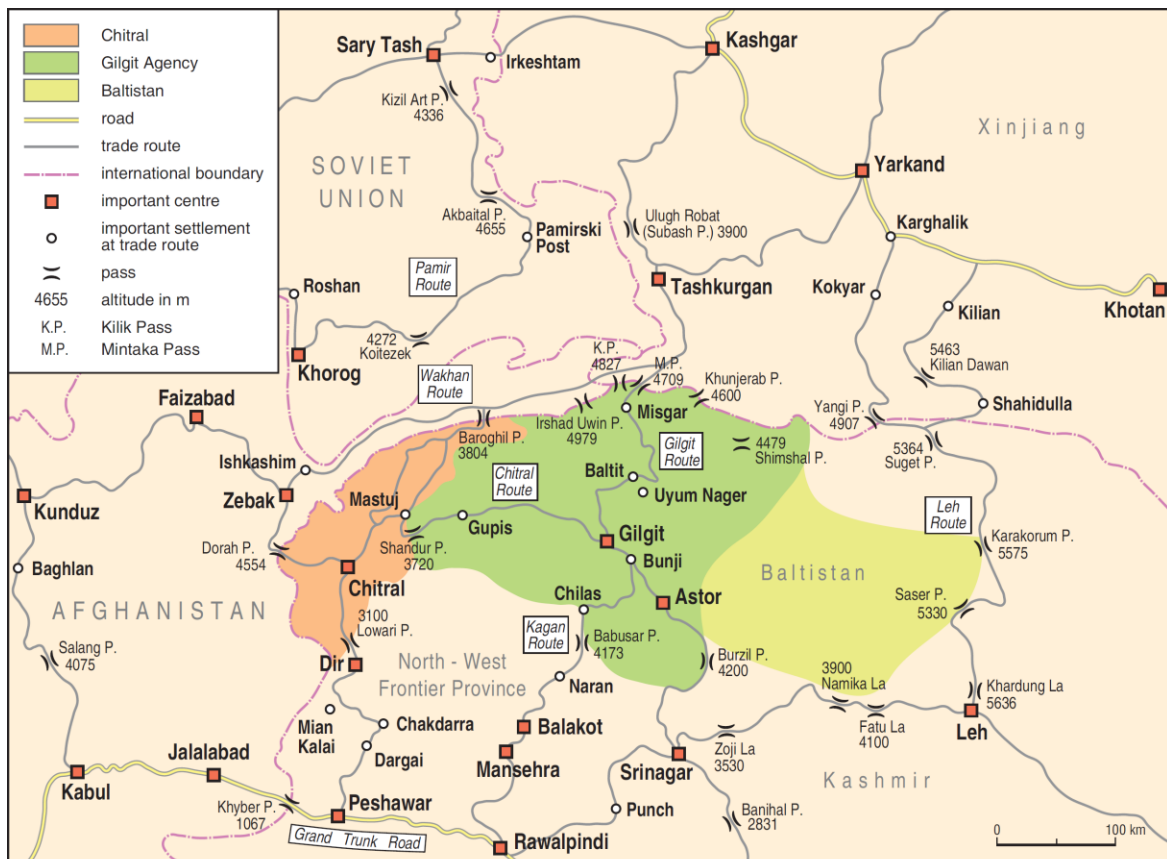 Chitral
Gilgit Agency
Baltistan
road
trade route
international boundary
important centre
important settlement
at trade route
pass
4655 altitude in m
K.P. Kilik Pass
M.P. Mintaka Pass
Sary Tash
Irkeshtam
Kashgar
Kizil Art P.
4336
Xinjiang
SOVIET
UNION
Yarkand
Akbaital P.
4655
Pamirski
Post
Ulugh Robat
(Subash P.) 3900
Karghalik
Pamir
Route
Roshan
Tashkurgan
Kokyar
Kilian
Khotan
4272
Koitezek
Khorog
K.P.
4827
M.P.
4709
Khunjerab P.
4600
5463
Kilian Dawan
Wakhan
Route
Faizabad
Misgar
Shahidulla
Baroghil P.
3804
Irshad Uwin P.
4979
Yangi P.
4907
Gilgit
Route
4479
Shimshal P.
5364
Suget P.
Ishkashim
Chitral
Route
Baltit
Uyum Nager
Zebak
Mastuj
Kunduz
Gupis
Leh
Route
Dorah P.
4554
Shandur P.
3720
Gilgit
Karakorum P.
5575
Baghlan
Chitral
Bunji
Baltistan
AFGHANISTAN
Chilas
Astor
Saser P.
5330
3100
Lowari P.
Kagan
Route
Babusar P.
4173
Salang P.
4075
Dir
North - West
Frontier Province
Burzil P.
4200
3900
Namika La
Naran
Khardung La
5636
Mian
Kalai
Chakdarra
Balakot
Fatu La
4100
Leh
Dargai
Jalalabad
Mansehra
Srinagar
Zoji La
3530
Kabul
Kashmir
Khyber P.
1067
Peshawar
Punch
Banihal P.
2831
Grand Trunk Road
Rawalpindi
0 100 km